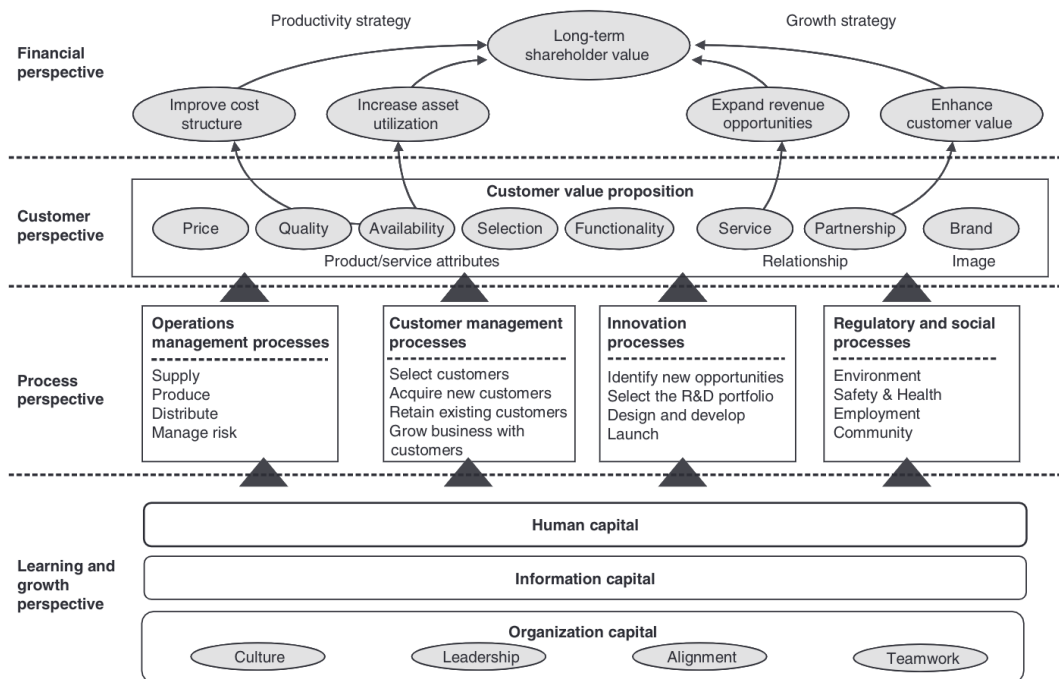 Productivity strategy
Growth strategy
Financial
perspective
Long-term
shareholder value
Improve cost
structure
Increase asset
utilization
Expand revenue
opportunities
Enhance
customer value
Customer
perspective
Customer value proposition
Price
Quality
Availability
Selection
Functionality
Service
Partnership
Brand
Product/service attributes
Relationship
Image
Process
perspective
Operations
management processes
Supply
Produce
Distribute
Manage risk
Customer management
processes
Select customers
Acquire new customers
Retain existing customers
Grow business with
customers
Innovation
processes
Identify new opportunities
Select the R&D portfolio
Design and develop
Launch
Regulatory and social
processes
Environment
Safety & Health
Employment
Community
Learning and
growth
perspective
Human capital
Information capital
Organization capital
Culture
Leadership
Alignment
Teamwork